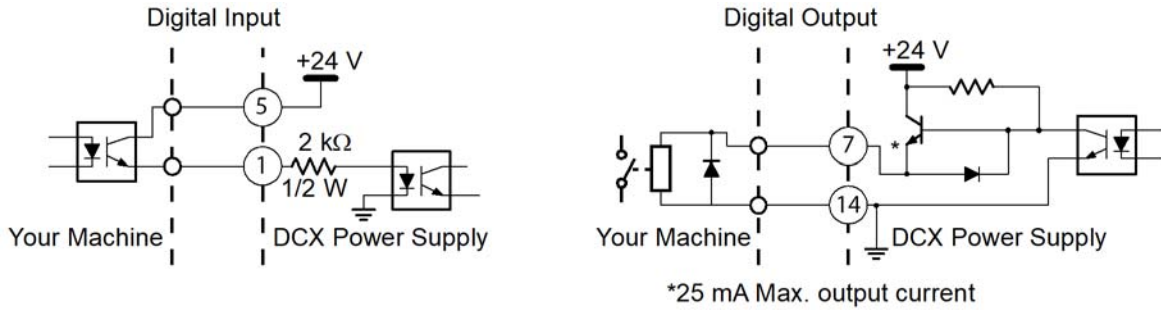 Digital Input
+24 V
5
2 kΩ
1
1/2 W
Your Machine
DCX Power Supply
Digital Output
+24 V
*
7
14
Your Machine
DCX Power Supply
*25 mA Max. output current